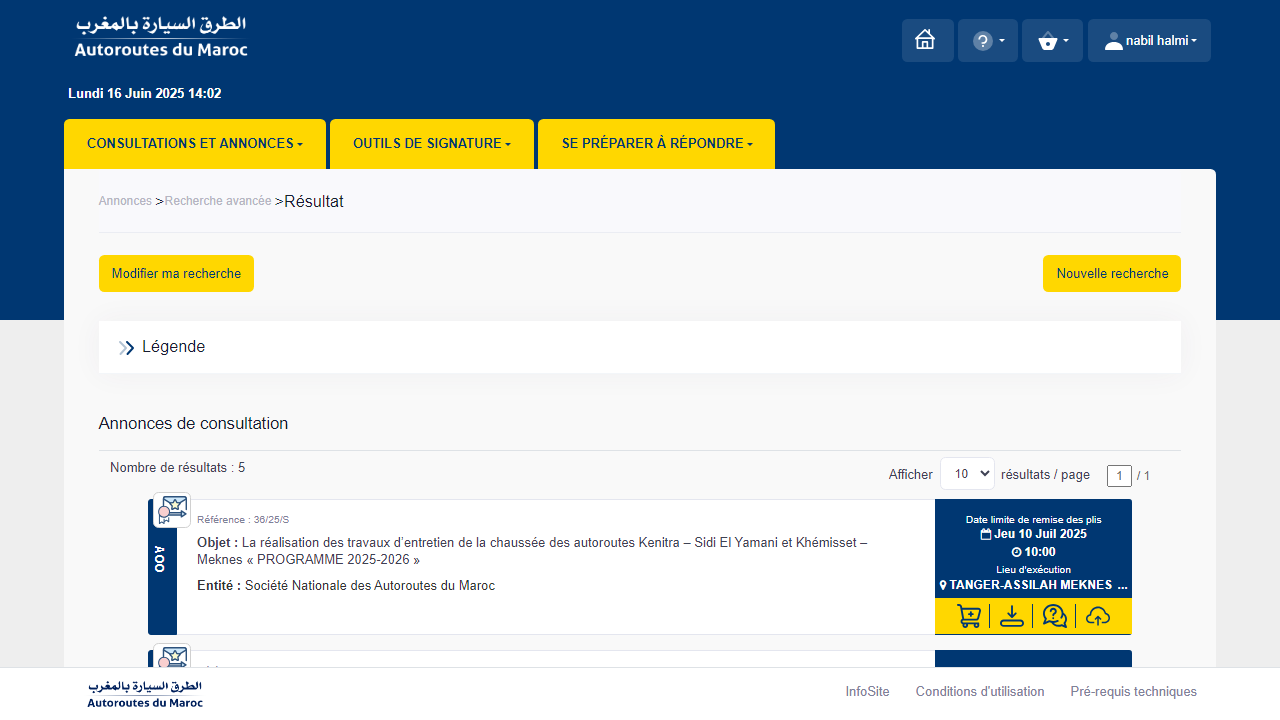 الطرق السيارة بالمغرب
Autoroutes du Maroc
nabil halmi
Lundi 16 Juin 2025 14:02
CONSULTATIONS ET ANNONCES
OUTILS DE SIGNATURE
SE PRÉPARER À RÉPONDRE
Annonces >Recherche avancée >Résultat
Modifier ma recherche
Nouvelle recherche
Légende
Annonces de consultation
Nombre de résultats : 5
Afficher 10 résultats / page 1 / 1
AOO
Référence : 36/25/S
Objet : La réalisation des travaux d’entretien de la chaussée des autoroutes Kenitra – Sidi El Yamani et Khémisset –
Meknes « PROGRAMME 2025-2026 »
Entité : Société Nationale des Autoroutes du Maroc
Date limite de remise des plis
Jeu 10 Juil 2025
10:00
Lieu d'exécution
TANGER-ASSILAH MEKNES ...
الطرق السيارة بالمغرب
Autoroutes du Maroc
InfoSite
Conditions d'utilisation
Pré-requis techniques